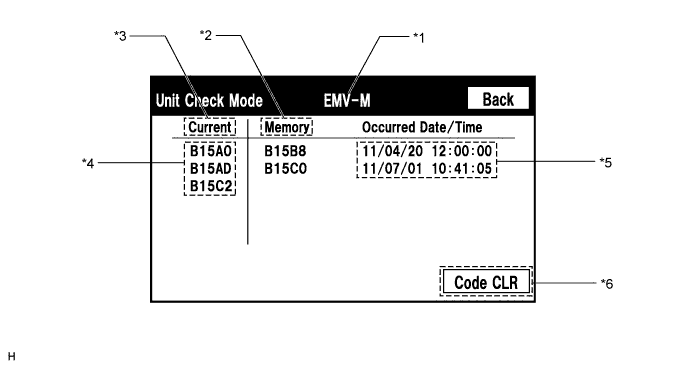 *3 *2 *1
Unit Check Mode EMV-M Back
Current Memory Occurred Date/Time
B15A0 B15B8 11/04/20 12:00:00
*4 B15AD B15C0 11/07/01 10:41:05 *5
B15C2
Code CLR *6
H